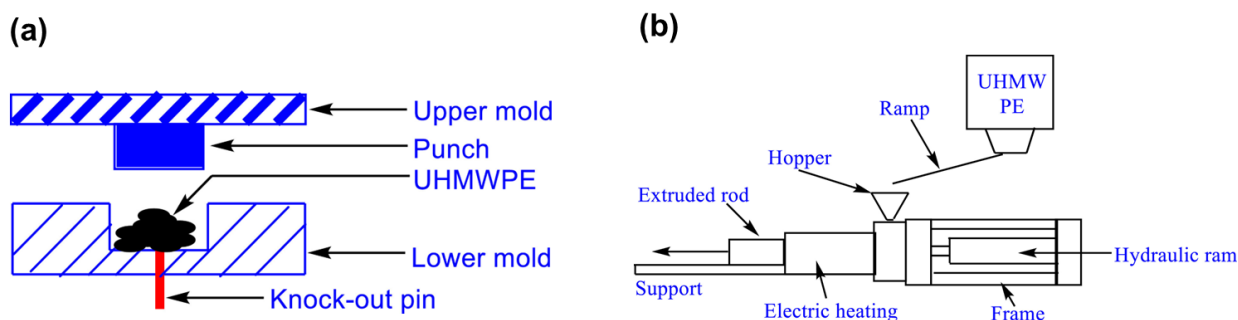 (a)
Upper mold
Punch
UHMWPE
Lower mold
Knock-out pin
(b)
UHMW
PE
Ramp
Hopper
Extruded rod
Hydraulic ram
Support
Electric heating
Frame